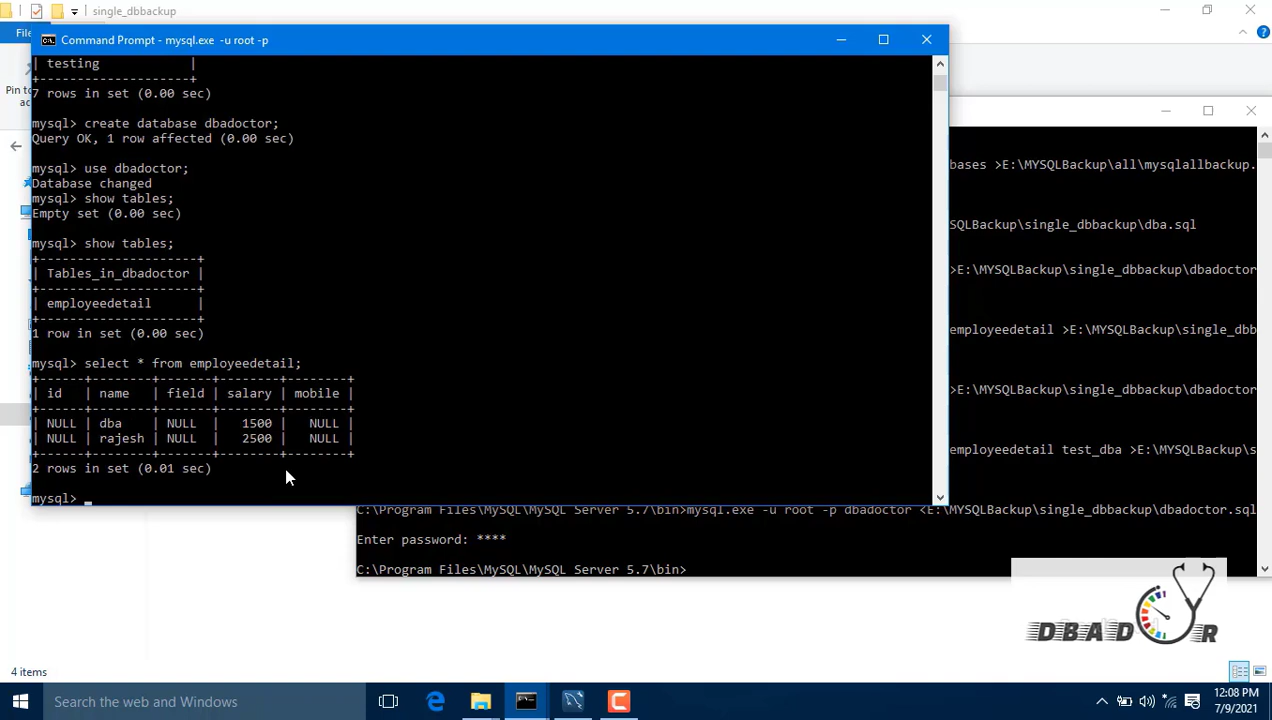 single_dbbackup
File
Pin to
ac
Command Prompt - mysql.exe -u root -p
| testing            |
+--------------------+
7 rows in set (0.00 sec)
mysql> create database dbadoctor;
Query OK, 1 row affected (0.00 sec)
mysql> use dbadoctor;
Database changed
mysql> show tables;
Empty set (0.00 sec)
mysql> show tables;
+---------------------+
| Tables_in_dbadoctor |
+---------------------+
| employeedetail      |
+---------------------+
1 row in set (0.00 sec)
mysql> select * from employeedetail;
+------+--------+-------+--------+--------+
| id   | name   | field | salary | mobile |
+------+--------+-------+--------+--------+
| NULL | dba    | NULL  |   1500 |   NULL |
| NULL | rajesh | NULL  |   2500 |   NULL |
+------+--------+-------+--------+--------+
2 rows in set (0.01 sec)
mysql>
bases >E:\MYSQLBackup\all\mysqlallbackup.
SQLBackup\single_dbbackup\dba.sql
>E:\MYSQLBackup\single_dbbackup\dbadoctor
employeedetail >E:\MYSQLBackup\single_dbb
>E:\MYSQLBackup\single_dbbackup\dbadoctor
employeedetail test_dba >E:\MYSQLBackup\s
C:\Program Files\MySQL\MySQL Server 5.7\bin>mysql.exe -u root -p dbadoctor <E:\MYSQLBackup\single_dbbackup\dbadoctor.sql
Enter password: ****
C:\Program Files\MySQL\MySQL Server 5.7\bin>
DBAD R
4 items
Search the web and Windows
12:08 PM
7/9/2021